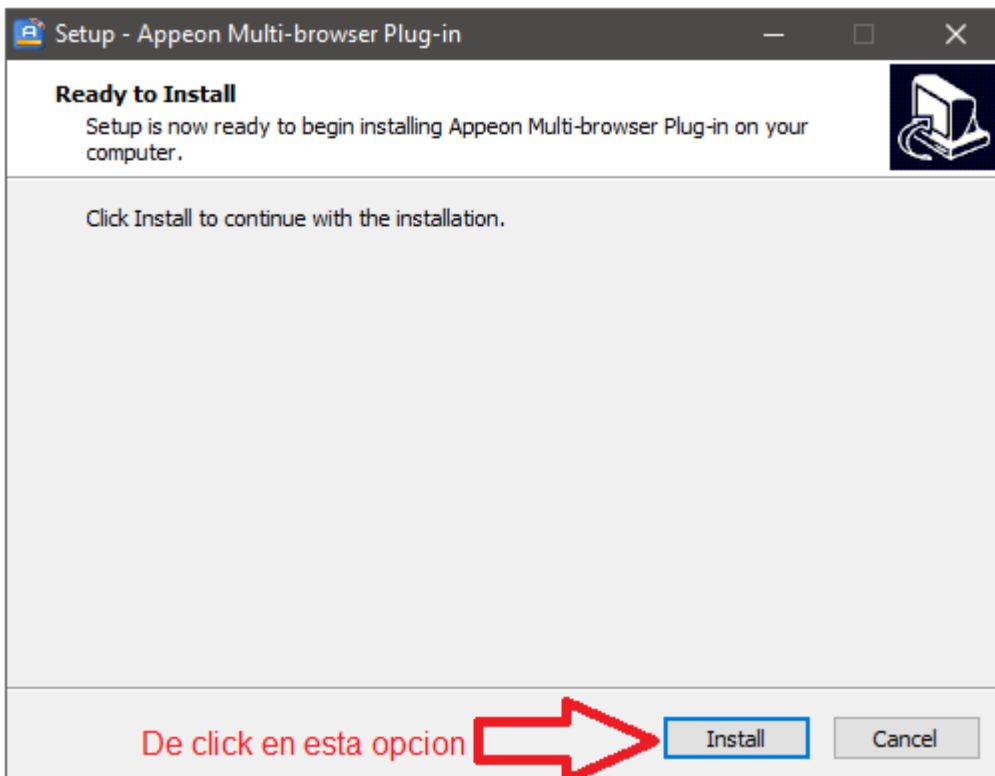 Setup - Appeon Multi-browser Plug-in
Ready to Install
Setup is now ready to begin installing Appeon Multi-browser Plug-in on your
computer.
Click Install to continue with the installation.
De click en esta opcion
Install
Cancel